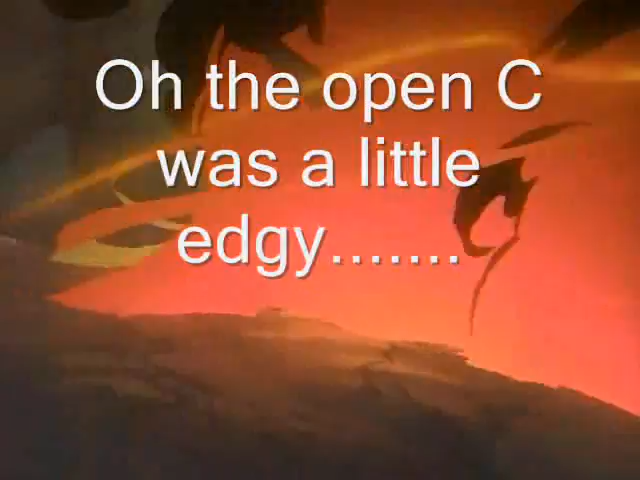 Oh the open C
was a little
edgy.......